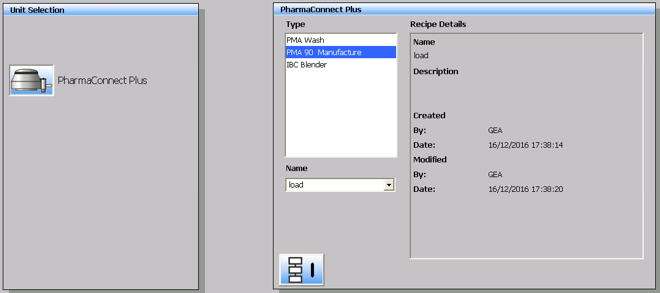 Unit Selection
PharmaConnect Plus
PharmaConnect Plus
Type
PMA Wash
PMA 90 Manufacture
IBC Blender
Name
load
Recipe Details
Name
load
Description
Created
By: GEA
Date: 16/12/2016 17:38:14
Modified
By: GEA
Date: 16/12/2016 17:38:20